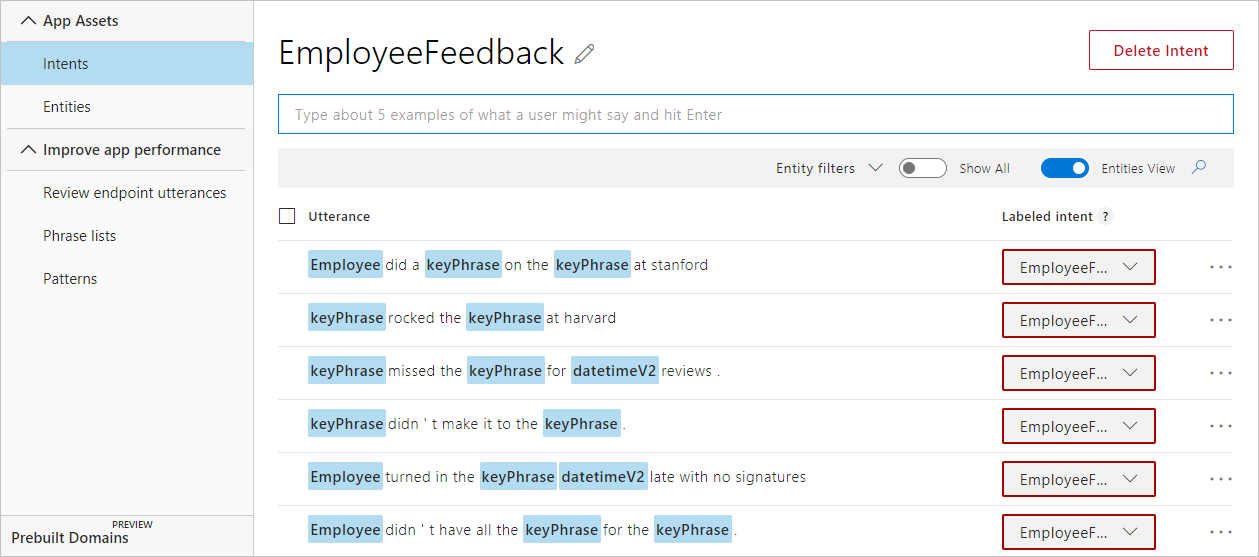 App Assets
Intents
Entities
Improve app performance
Review endpoint utterances
Phrase lists
Patterns
PREVIEW
Prebuilt Domains
EmployeeFeedback
Delete Intent
Type about 5 examples of what a user might say and hit Enter
Entity filters Show All Entities View
Utterance Labeled intent ?
Employee did a keyPhrase on the keyPhrase at stanford EmployeeF... ...
keyPhrase rocked the keyPhrase at harvard EmployeeF... ...
keyPhrase missed the keyPhrase for datetimeV2 reviews . EmployeeF... ...
keyPhrase didn ' t make it to the keyPhrase . EmployeeF... ...
Employee turned in the keyPhrase datetimeV2 late with no signatures EmployeeF... ...
Employee didn ' t have all the keyPhrase for the keyPhrase . EmployeeF... ...